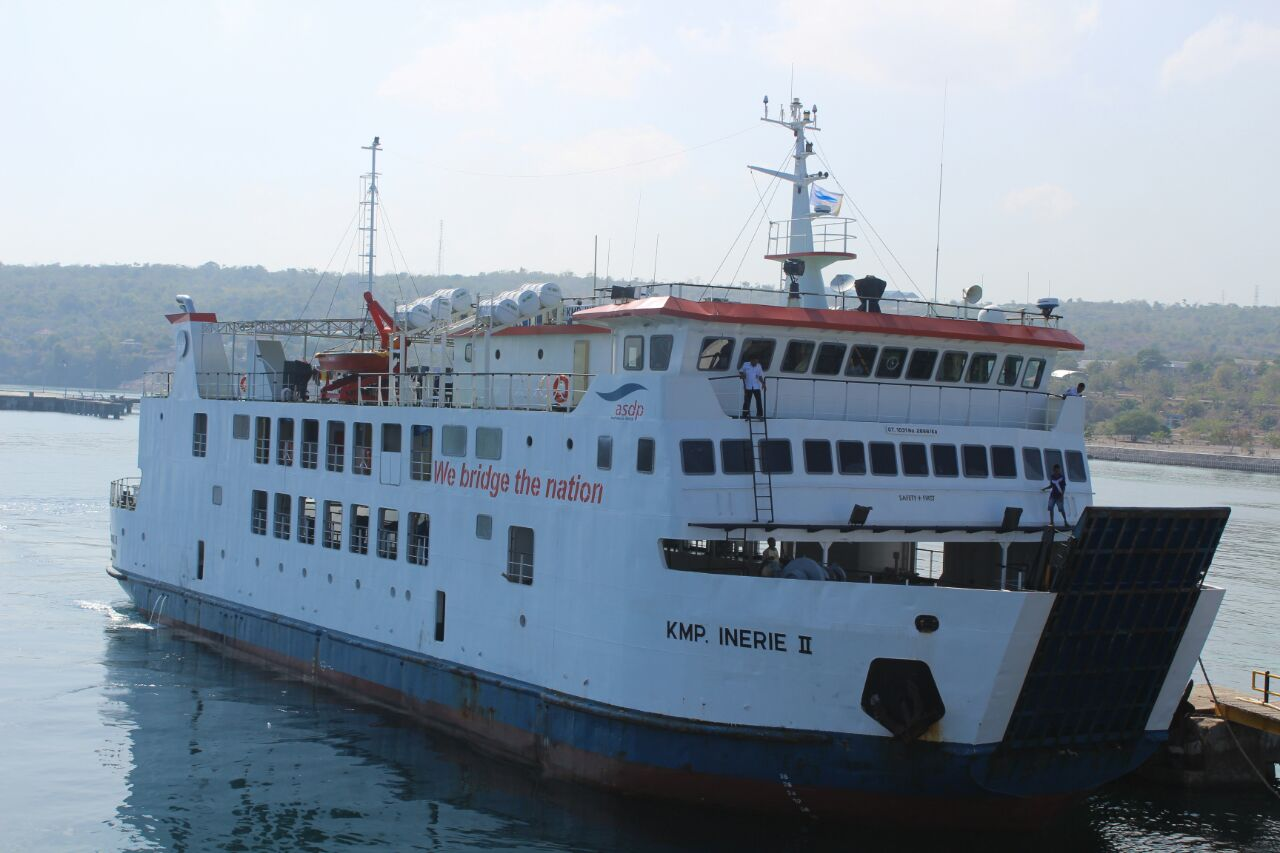 asdp
We bridge the nation
SAFETY + FIRST
KMP. INERIE II